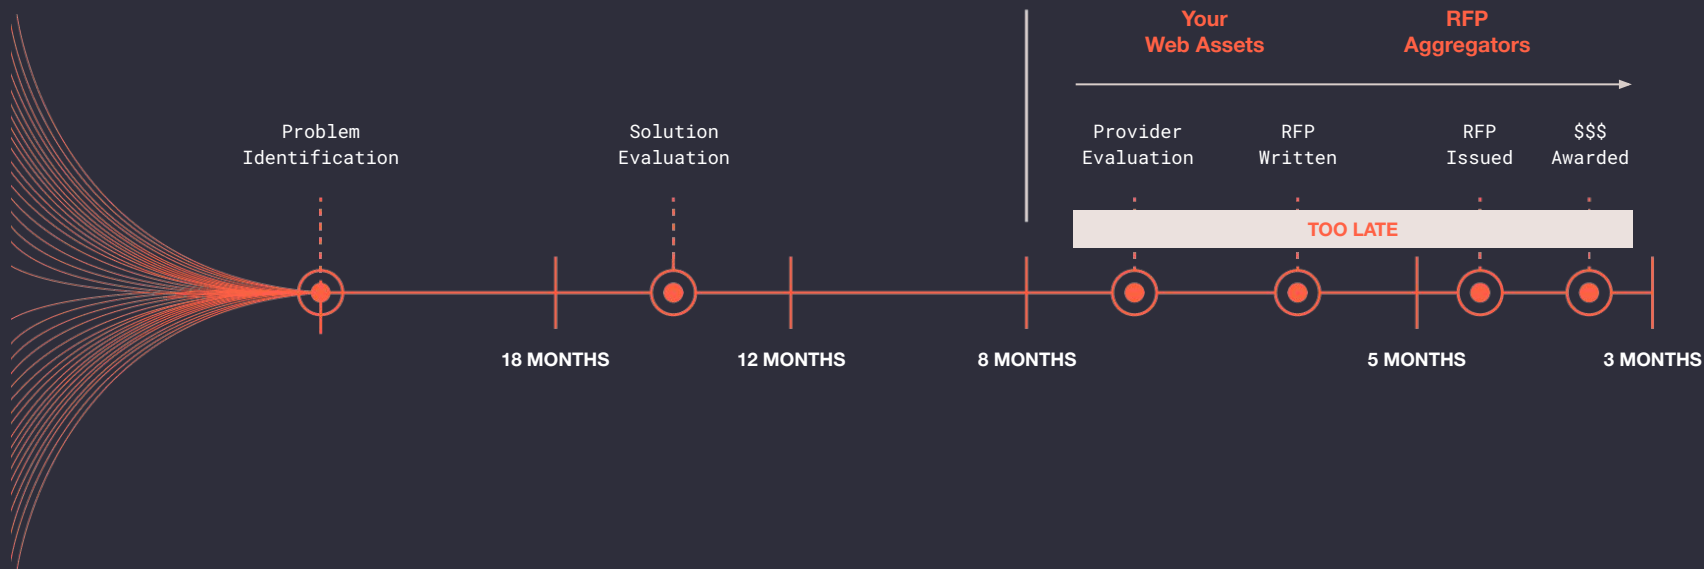 Your
Web Assets
RFP
Aggregators
Problem
Identification
Solution
Evaluation
Provider
Evaluation
RFP
Written
RFP
Issued
$$$
Awarded
TOO LATE
18 MONTHS
12 MONTHS
8 MONTHS
5 MONTHS
3 MONTHS